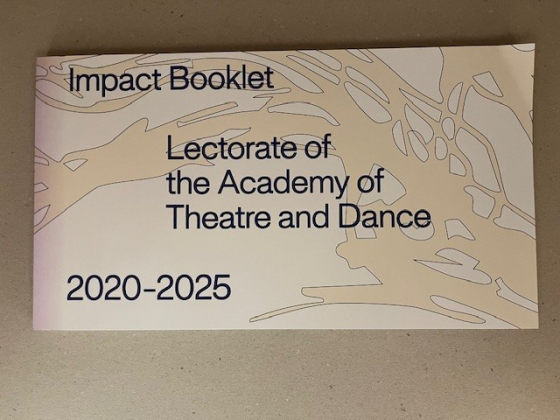 Impact Booklet
Lectorate of
the Academy of
Theatre and Dance
2020-2025